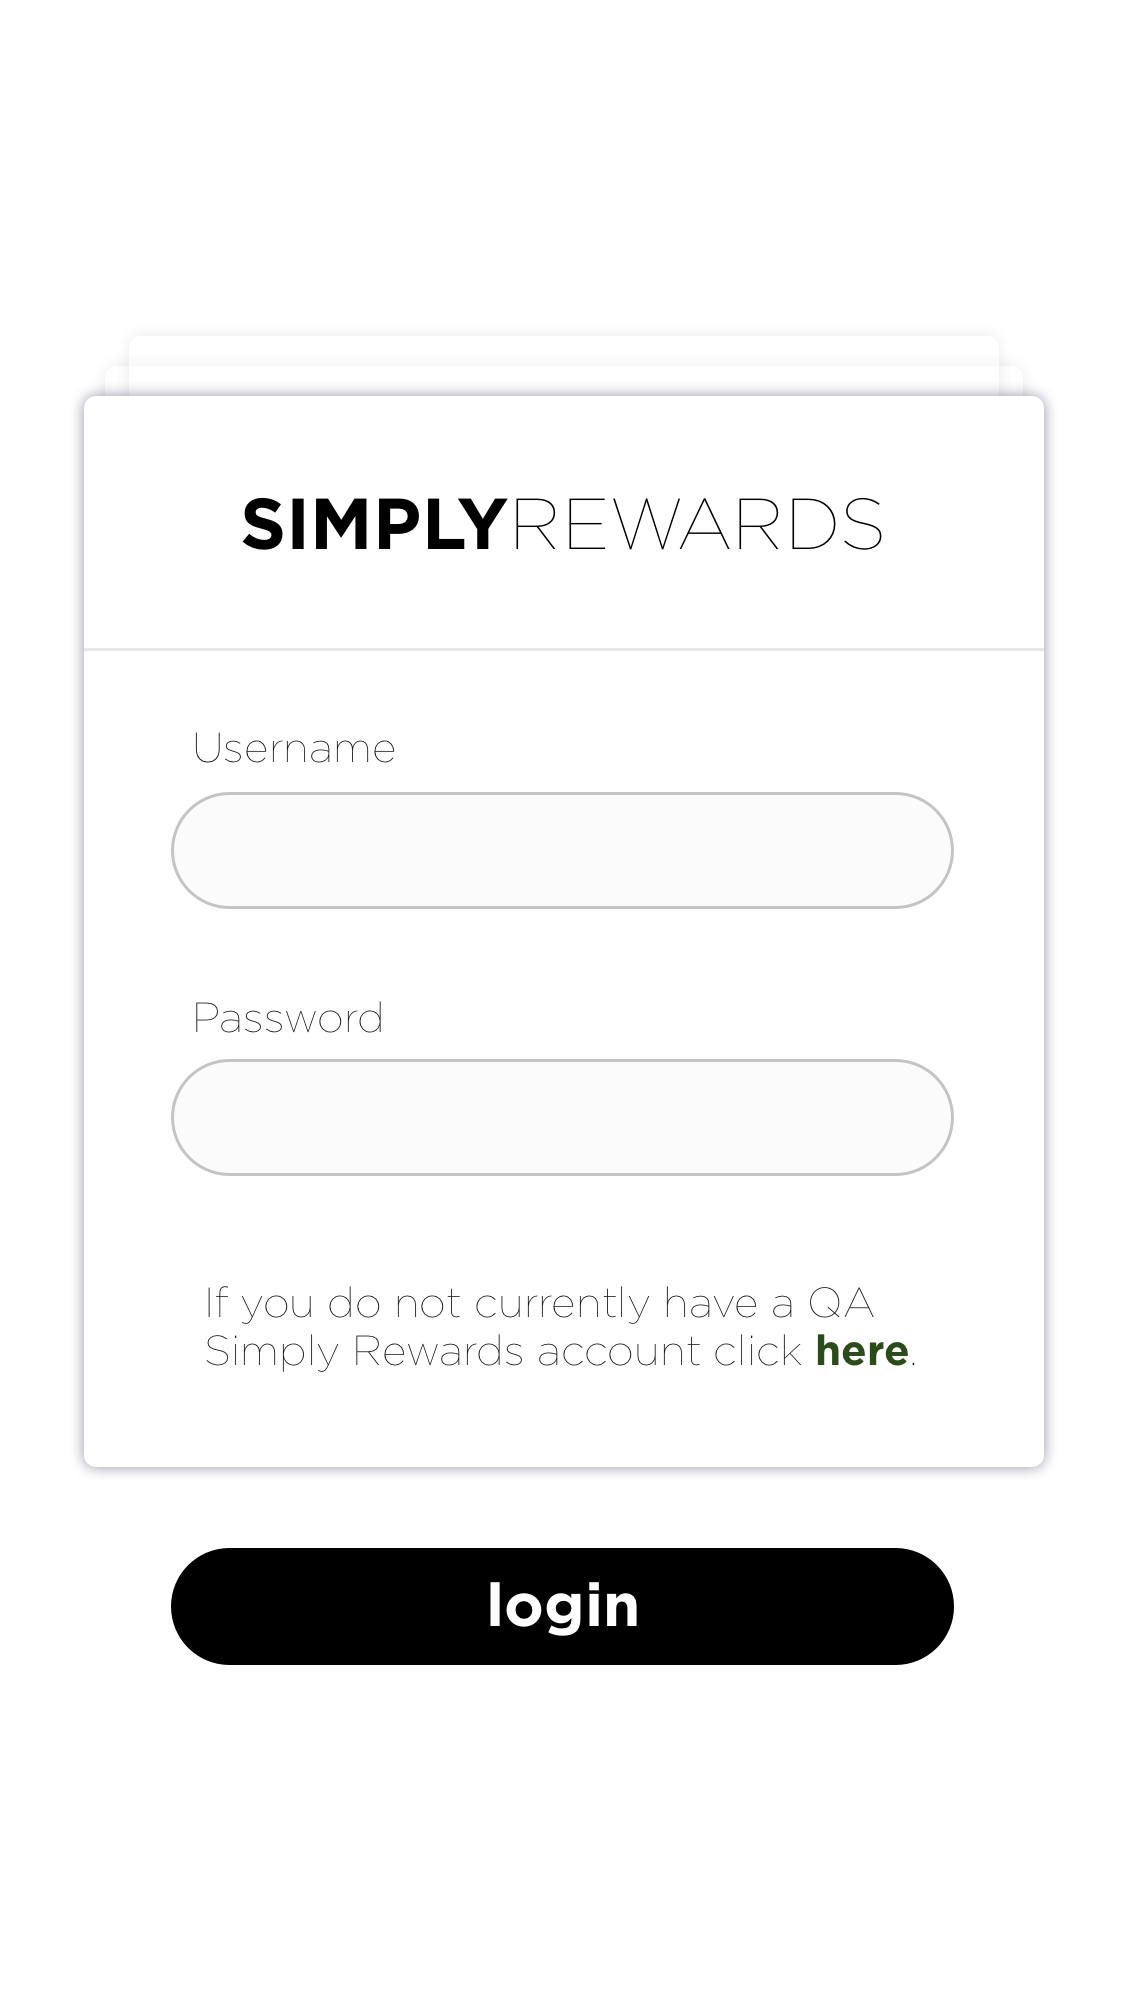 SIMPLYREWARDS
Username
Password
If you do not currently have a QA
Simply Rewards account click here.
login